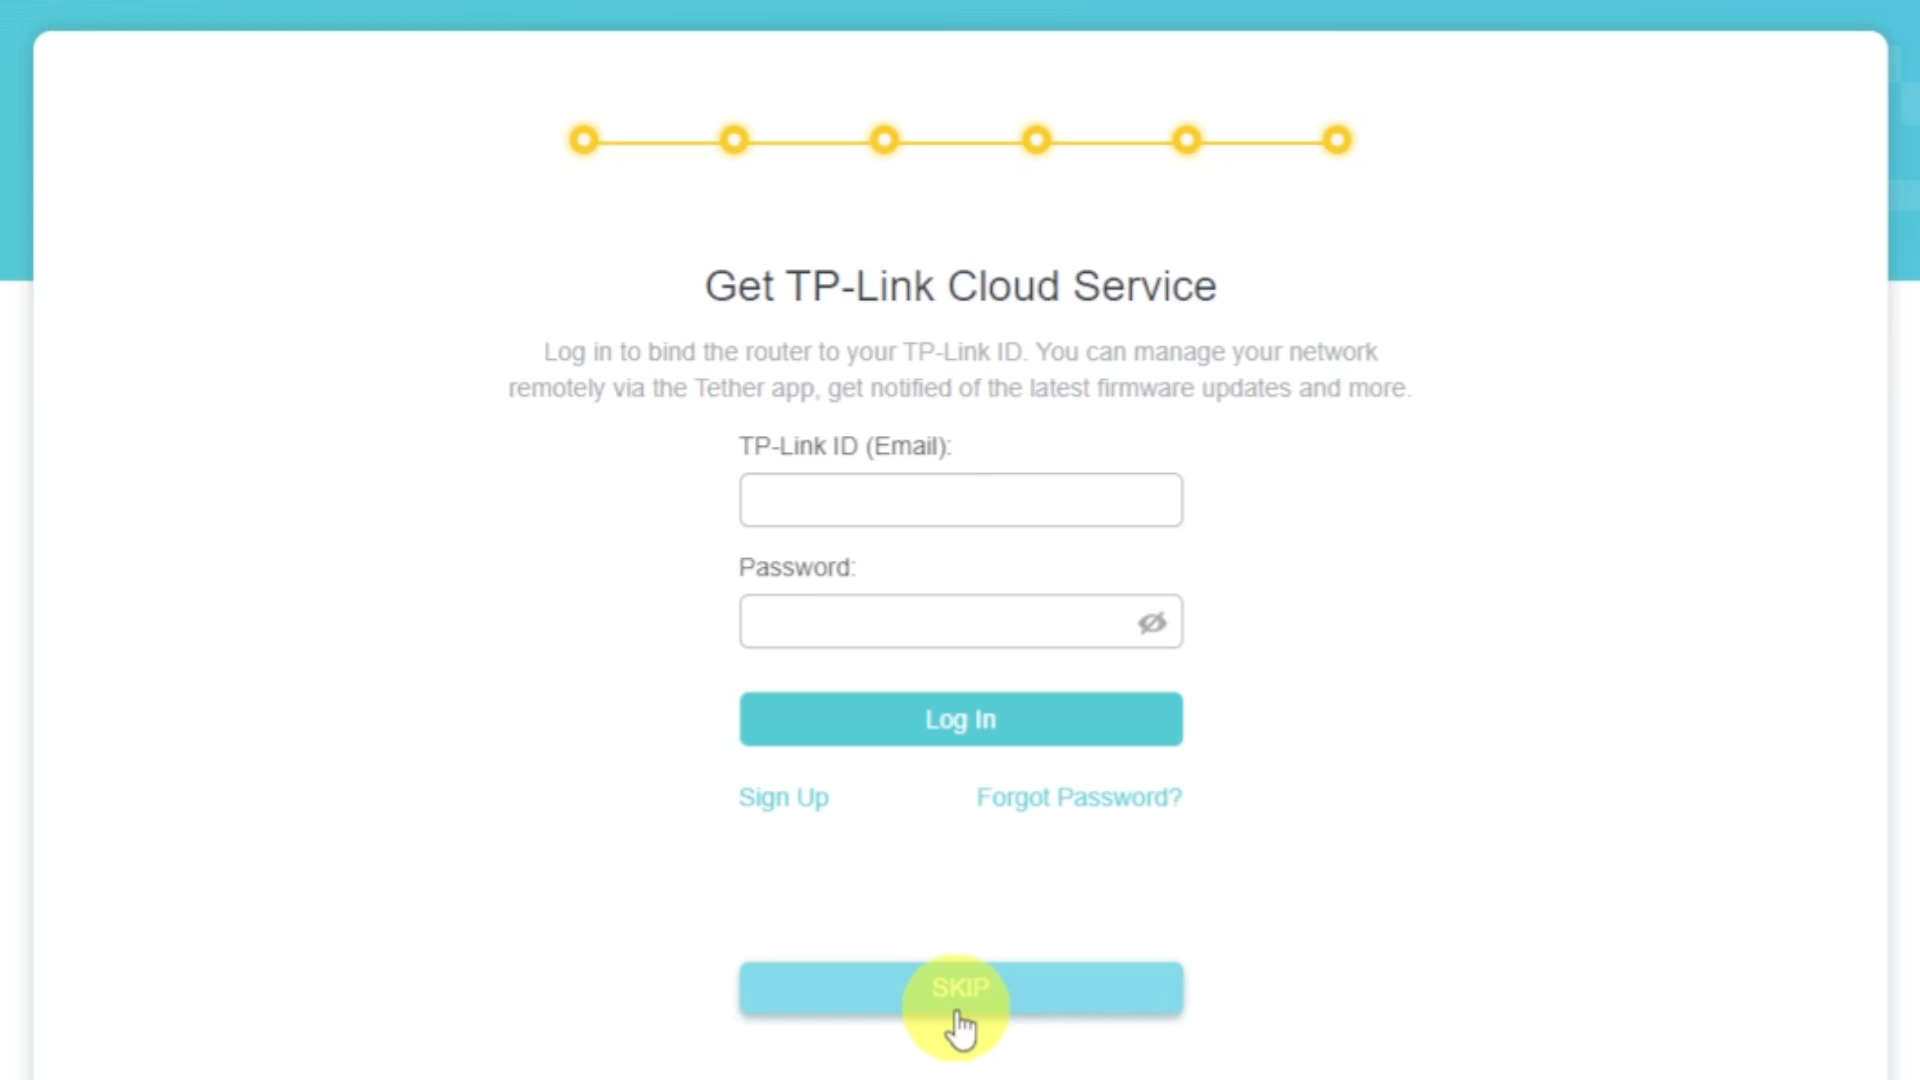 Get TP-Link Cloud Service
Log in to bind the router to your TP-Link ID. You can manage your network
remotely via the Tether app, get notified of the latest firmware updates and more.
TP-Link ID (Email):
Password:
Log In
Sign Up Forgot Password?
SKIP